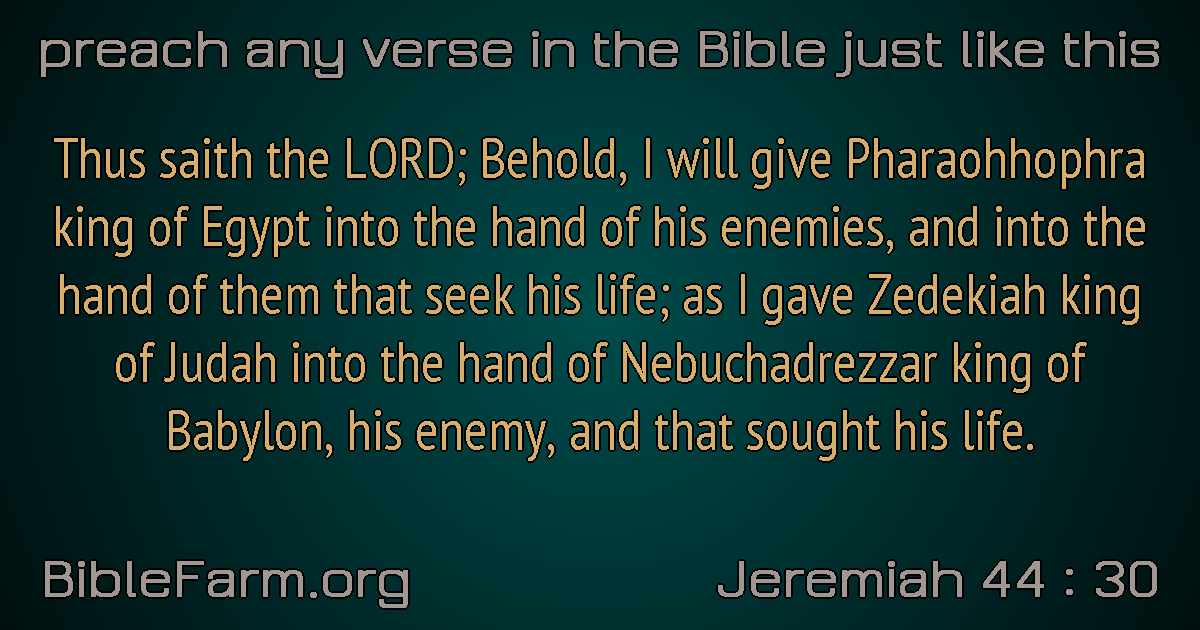 preach any verse in the Bible just like this
Thus saith the LORD; Behold, I will give Pharaohhophra
king of Egypt into the hand of his enemies, and into the
hand of them that seek his life; as I gave Zedekiah king
of Judah into the hand of Nebuchadrezzar king of
Babylon, his enemy, and that sought his life.
BibleFarm.org
Jeremiah 44 : 30